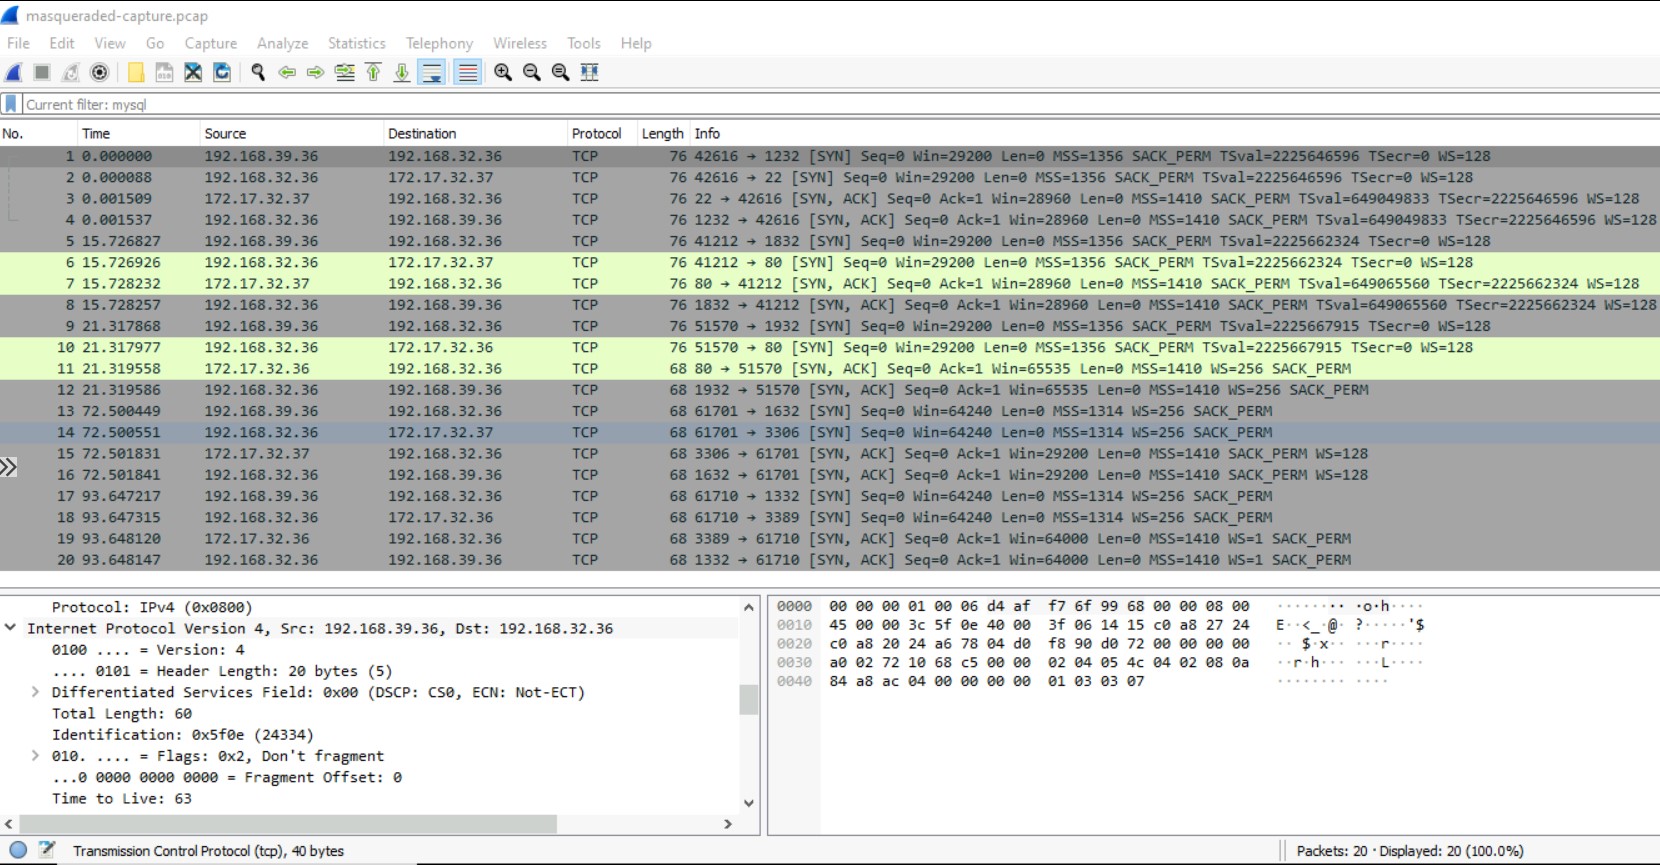 masqueraded-capture.pcap
File Edit View Go Capture Analyze Statistics Telephony Wireless Tools Help
Current filter: mysql
No. Time Source Destination Protocol Length Info
1 0.000000 192.168.39.36 192.168.32.36 TCP 76 42616 → 1232 [SYN] Seq=0 Win=29200 Len=0 MSS=1356 SACK_PERM TSval=2225646596 TSecr=0 WS=128
2 0.000088 192.168.32.36 172.17.32.37 TCP 76 42616 → 22 [SYN] Seq=0 Win=29200 Len=0 MSS=1356 SACK_PERM TSval=2225646596 TSecr=0 WS=128
3 0.001509 172.17.32.37 192.168.32.36 TCP 76 22 → 42616 [SYN, ACK] Seq=0 Ack=1 Win=28960 Len=0 MSS=1410 SACK_PERM TSval=649049833 TSecr=2225646596 WS=128
4 0.001537 192.168.32.36 192.168.39.36 TCP 76 1232 → 42616 [SYN, ACK] Seq=0 Ack=1 Win=28960 Len=0 MSS=1410 SACK_PERM TSval=649049833 TSecr=2225646596 WS=128
5 15.726827 192.168.39.36 192.168.32.36 TCP 76 41212 → 1832 [SYN] Seq=0 Win=29200 Len=0 MSS=1356 SACK_PERM TSval=2225662324 TSecr=0 WS=128
6 15.726926 192.168.32.36 172.17.32.37 TCP 76 41212 → 80 [SYN] Seq=0 Win=29200 Len=0 MSS=1356 SACK_PERM TSval=2225662324 TSecr=0 WS=128
7 15.728232 172.17.32.37 192.168.32.36 TCP 76 80 → 41212 [SYN, ACK] Seq=0 Ack=1 Win=28960 Len=0 MSS=1410 SACK_PERM TSval=649065560 TSecr=2225662324 WS=128
8 15.728257 192.168.32.36 192.168.39.36 TCP 76 1832 → 41212 [SYN, ACK] Seq=0 Ack=1 Win=28960 Len=0 MSS=1410 SACK_PERM TSval=649065560 TSecr=2225662324 WS=128
9 21.317868 192.168.39.36 192.168.32.36 TCP 76 51570 → 1932 [SYN] Seq=0 Win=29200 Len=0 MSS=1356 SACK_PERM TSval=2225667915 TSecr=0 WS=128
10 21.317977 192.168.32.36 172.17.32.36 TCP 76 51570 → 80 [SYN] Seq=0 Win=29200 Len=0 MSS=1356 SACK_PERM TSval=2225667915 TSecr=0 WS=128
11 21.319558 172.17.32.36 192.168.32.36 TCP 68 80 → 51570 [SYN, ACK] Seq=0 Ack=1 Win=65535 Len=0 MSS=1410 WS=256 SACK_PERM
12 21.319586 192.168.32.36 192.168.39.36 TCP 68 1932 → 51570 [SYN, ACK] Seq=0 Ack=1 Win=65535 Len=0 MSS=1410 WS=256 SACK_PERM
13 72.500449 192.168.39.36 192.168.32.36 TCP 68 61701 → 1632 [SYN] Seq=0 Win=64240 Len=0 MSS=1314 WS=256 SACK_PERM
14 72.500551 192.168.32.36 172.17.32.37 TCP 68 61701 → 3306 [SYN] Seq=0 Win=64240 Len=0 MSS=1314 WS=256 SACK_PERM
15 72.501831 172.17.32.37 192.168.32.36 TCP 68 3306 → 61701 [SYN, ACK] Seq=0 Ack=1 Win=29200 Len=0 MSS=1410 SACK_PERM WS=128
16 72.501841 192.168.32.36 192.168.39.36 TCP 68 1632 → 61701 [SYN, ACK] Seq=0 Ack=1 Win=29200 Len=0 MSS=1410 SACK_PERM WS=128
17 93.647217 192.168.39.36 192.168.32.36 TCP 68 61710 → 1332 [SYN] Seq=0 Win=64240 Len=0 MSS=1314 WS=256 SACK_PERM
18 93.647315 192.168.32.36 172.17.32.36 TCP 68 61710 → 3389 [SYN] Seq=0 Win=64240 Len=0 MSS=1314 WS=256 SACK_PERM
19 93.648120 172.17.32.36 192.168.32.36 TCP 68 3389 → 61710 [SYN, ACK] Seq=0 Ack=1 Win=64000 Len=0 MSS=1410 WS=1 SACK_PERM
20 93.648147 192.168.32.36 192.168.39.36 TCP 68 1332 → 61710 [SYN, ACK] Seq=0 Ack=1 Win=64000 Len=0 MSS=1410 WS=1 SACK_PERM
Protocol: IPv4 (0x0800)
Internet Protocol Version 4, Src: 192.168.39.36, Dst: 192.168.32.36
0100 .... = Version: 4
.... 0101 = Header Length: 20 bytes (5)
Differentiated Services Field: 0x00 (DSCP: CS0, ECN: Not-ECT)
Total Length: 60
Identification: 0x5f0e (24334)
010. .... = Flags: 0x2, Don't fragment
...0 0000 0000 0000 = Fragment Offset: 0
Time to Live: 63
0000 00 00 00 01 00 06 d4 af f7 6f 99 68 00 00 08 00 ········ ·o·h····
0010 45 00 00 3c 5f 0e 40 00 3f 06 14 15 c0 a8 27 24 E··<_·@· ?·····'$
0020 c0 a8 20 24 a6 78 04 d0 f8 90 d0 72 00 00 00 00 ·· $·x·· ···r····
0030 a0 02 72 10 68 c5 00 00 02 04 05 4c 04 02 08 0a ··r·h··· ···L····
0040 84 a8 ac 04 00 00 00 00 01 03 03 07 ········ ····
Transmission Control Protocol (tcp), 40 bytes
Packets: 20 · Displayed: 20 (100.0%)